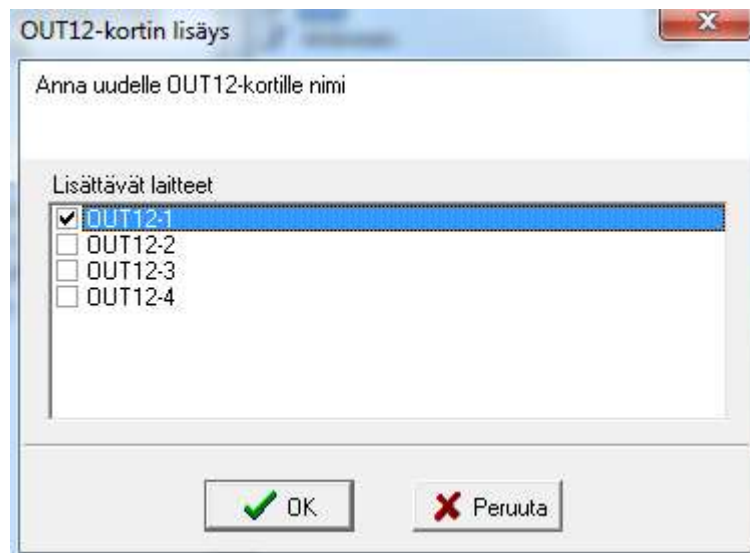 OUT12-kortin lisäys
Anna uudelle OUT12-kortille nimi
Lisättävät laitteet
OUT12-1
OUT12-2
OUT12-3
OUT12-4
OK
Peruuta